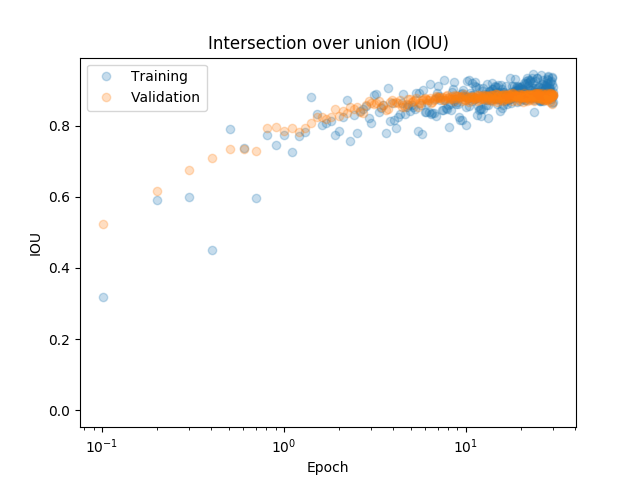 Intersection over union (IOU)
Training
Validation
IOU
0.8
0.6
0.4
0.2
0.0
10⁻¹
10⁰
10¹
Epoch